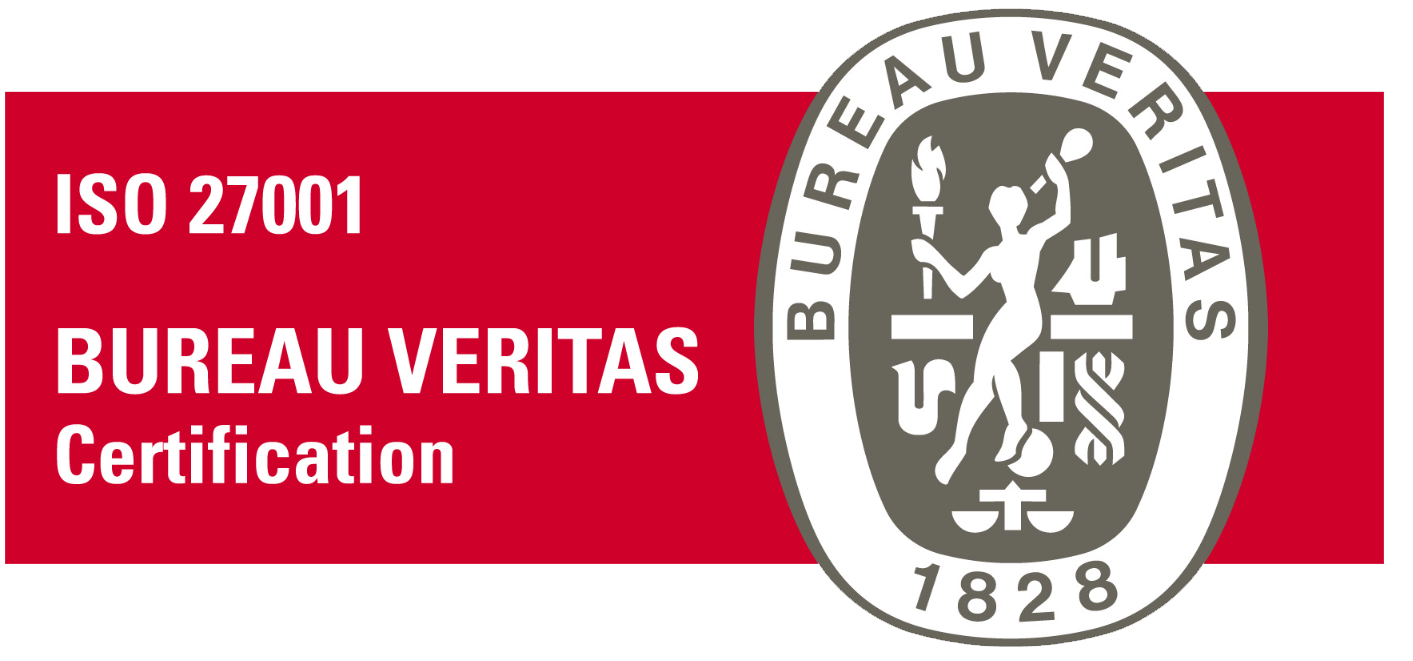 ISO 27001
BUREAU VERITAS
Certification
BUREAU VERITAS
1828